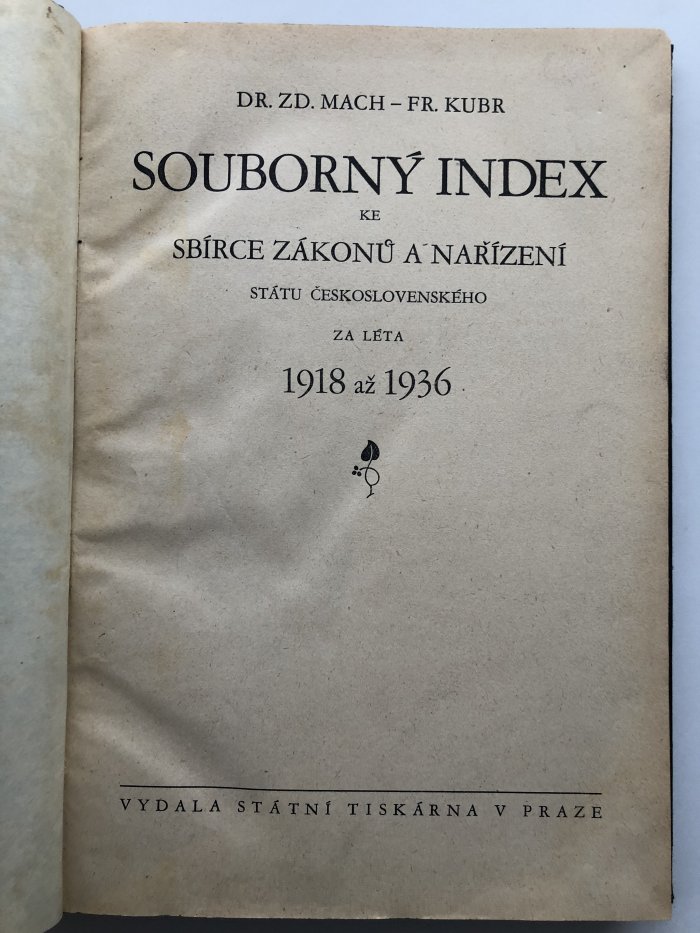 DR. ZD. MACH – FR. KUBR
SOUBORNÝ INDEX
KE
SBÍRCE ZÁKONŮ A NAŘÍZENÍ
STÁTU ČESKOSLOVENSKÉHO
ZA LÉTA
1918 až 1936
VYDALA STÁTNÍ TISKÁRNA V PRAZE